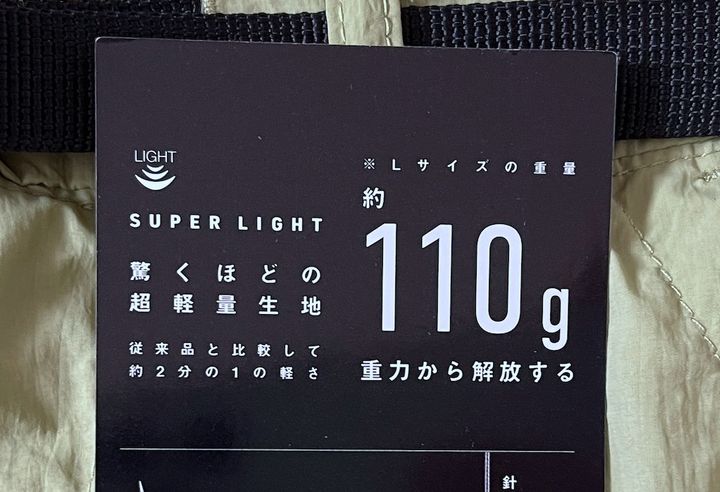 LIGHT
SUPER LIGHT
驚くほどの
超軽量生地
従来品と比較して
約2分の1の軽さ
※Lサイズの重量
約
110g
重力から解放する
針